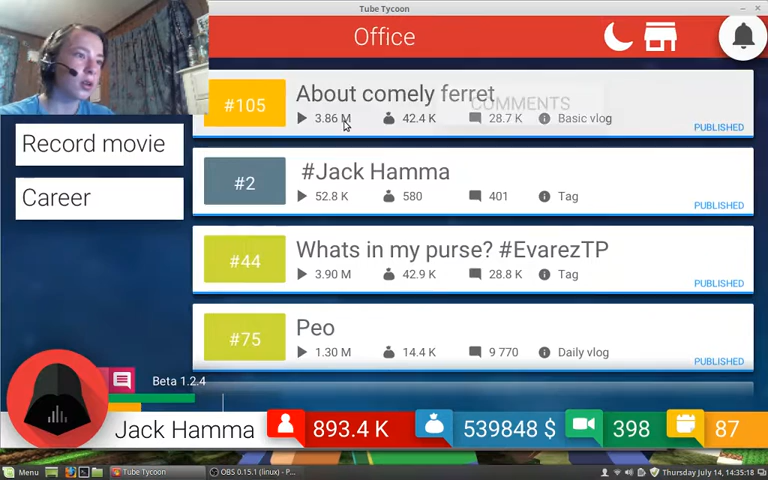 Tube Tycoon
Office
#105
About comely ferret
COMMENTS
3.86 M 42.4 K 28.7 K Basic vlog
PUBLISHED
Record movie
Career
#2
#Jack Hamma
52.8 K 580 401 Tag
PUBLISHED
#44
Whats in my purse? #EvarezTP
3.90 M 42.9 K 28.8 K Tag
PUBLISHED
#75
Peo
1.30 M 14.4 K 9 770 Daily vlog
PUBLISHED
Beta 1.2.4
Jack Hamma 893.4 K 539848 $ 398 87
Menu Tube Tycoon OBS 0.15.1 (linux) - P... Thursday July 14, 14:35:18